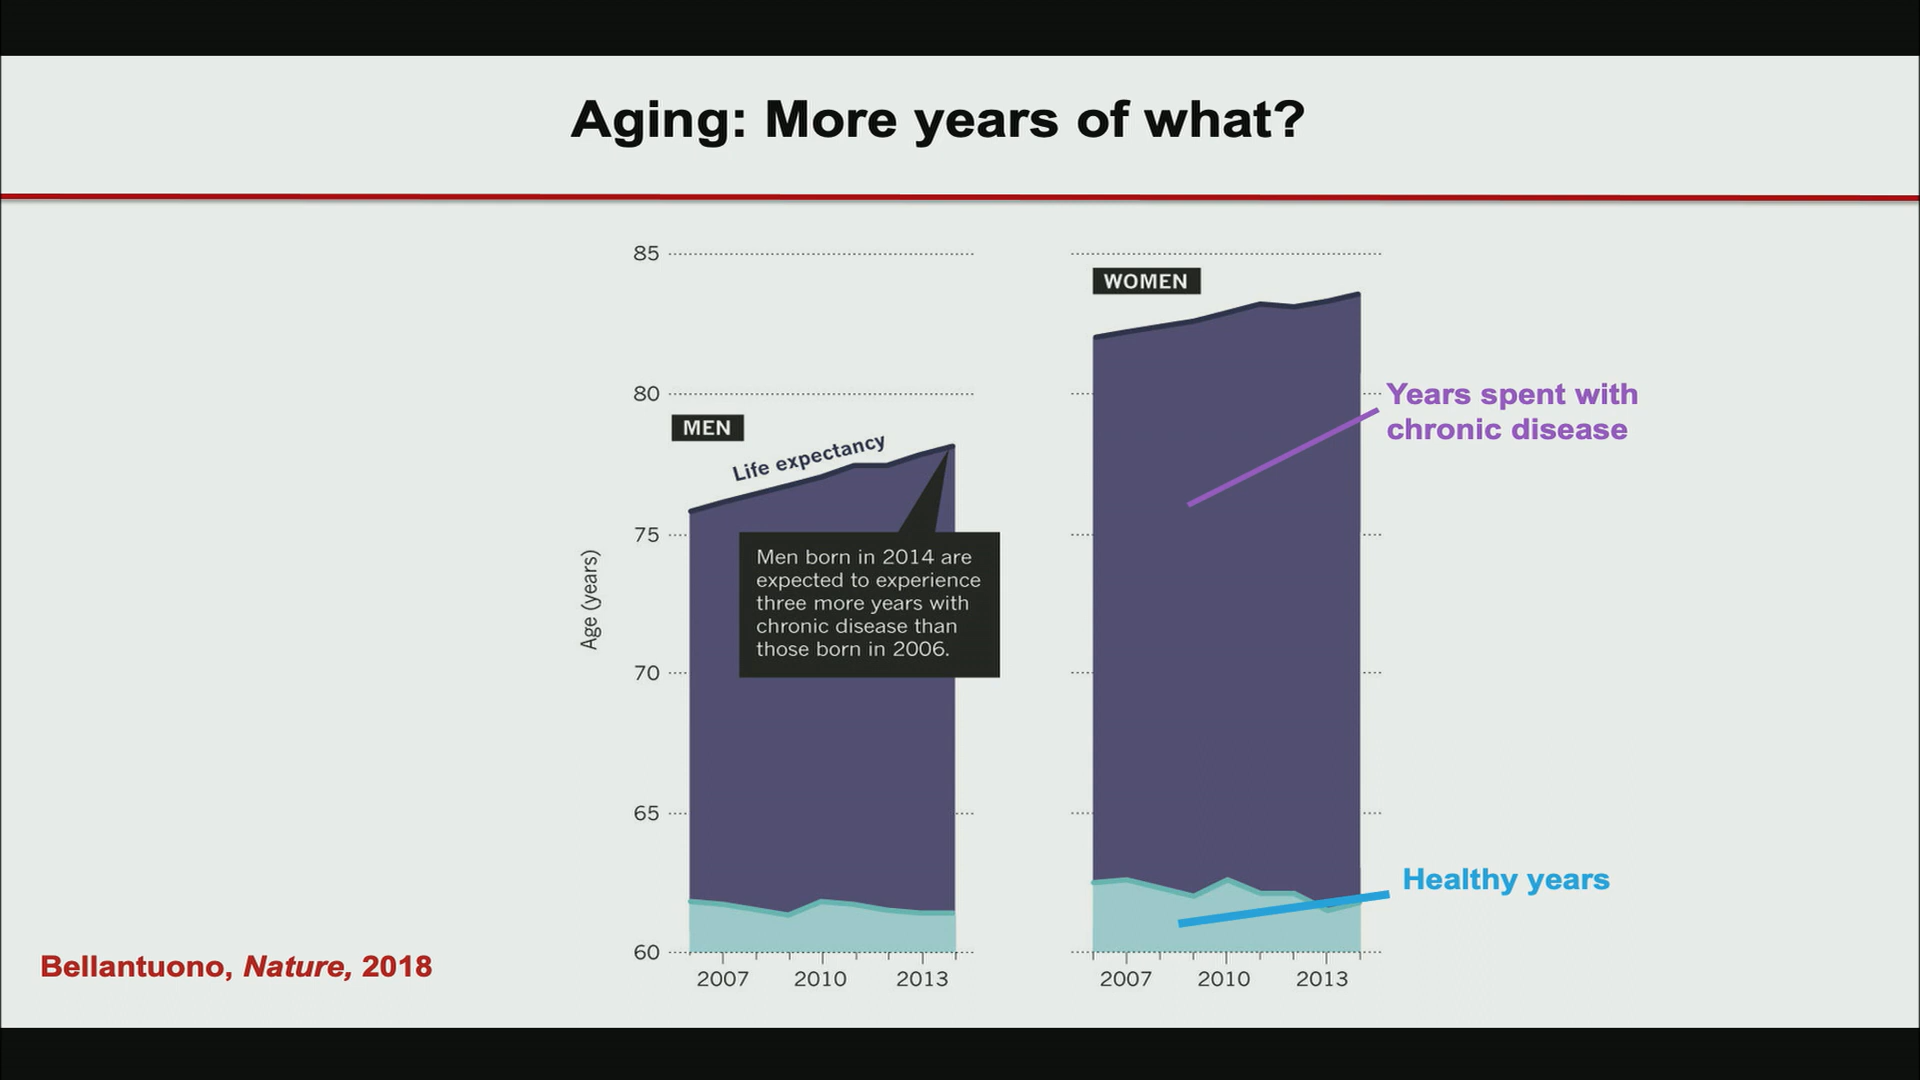 Aging: More years of what?
85
80
75
70
65
60
Age (years)
MEN
Life expectancy
Men born in 2014 are
expected to experience
three more years with
chronic disease than
those born in 2006.
2007 2010 2013
WOMEN
Years spent with
chronic disease
Healthy years
2007 2010 2013
Bellantuono, Nature, 2018